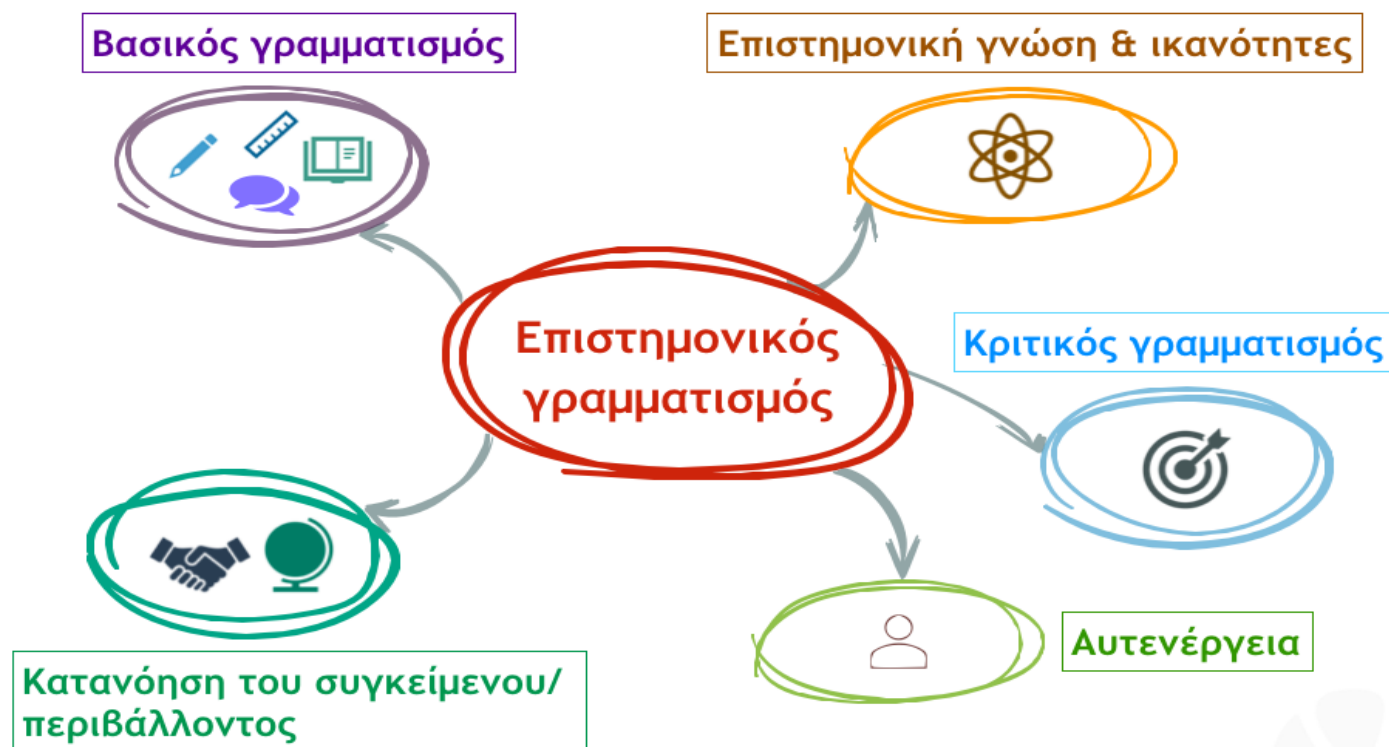 Βασικός γραμματισμός
Επιστημονική γνώση & ικανότητες
Επιστημονικός
γραμματισμός
Κριτικός γραμματισμός
Αυτενέργεια
Κατανόηση του συγκείμενου/
περιβάλλοντος